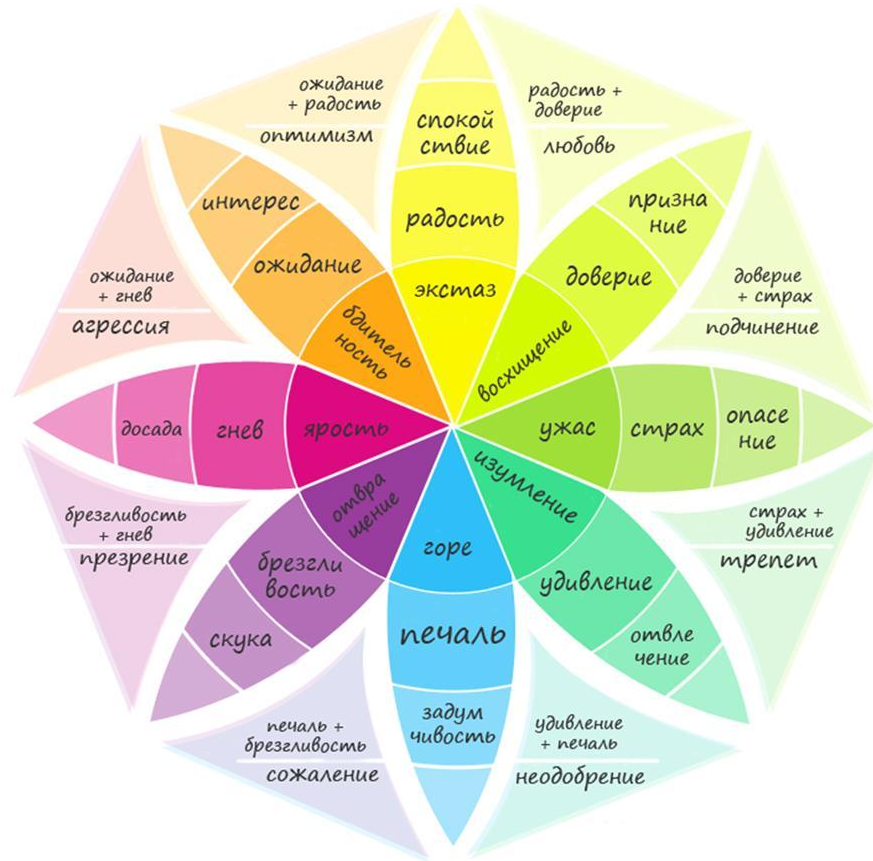 ожидание
+ радость
оптимизм
радость +
доверие
любовь
спокой
ствие
радость
экстаз
интерес
ожидание
бдитель
ность
призна
ние
доверие
восхищение
ожидание
+ гнев
агрессия
доверие
+ страх
подчинение
досада
гнев
ярость
ужас
страх
опасе
ние
брезгливость
+ гнев
презрение
отвра
щение
брезгли
вость
скука
горе
печаль
задум
чивость
изумление
удивление
отвле
чение
страх +
удивление
трепет
печаль +
брезгливость
сожаление
удивление
+ печаль
неодобрение